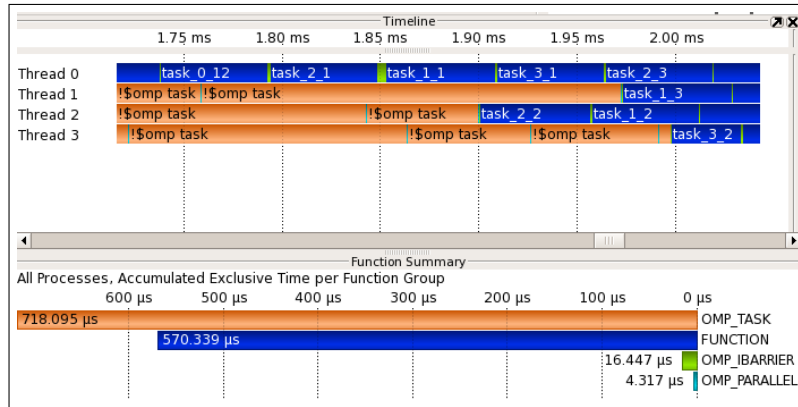 Timeline
1.75 ms 1.80 ms 1.85 ms 1.90 ms 1.95 ms 2.00 ms
Thread 0 task_0_12 task_2_1 task_1_1 task_3_1 task_2_3
Thread 1 !$omp task !$omp task task_1_3
Thread 2 !$omp task !$omp task task_2_2 task_1_2
Thread 3 !$omp task !$omp task !$omp task task_3_2
Function Summary
All Processes, Accumulated Exclusive Time per Function Group
600 µs 500 µs 400 µs 300 µs 200 µs 100 µs 0 µs
718.095 µs OMP_TASK
570.339 µs FUNCTION
16.447 µs OMP_IBARRIER
4.317 µs OMP_PARALLEL